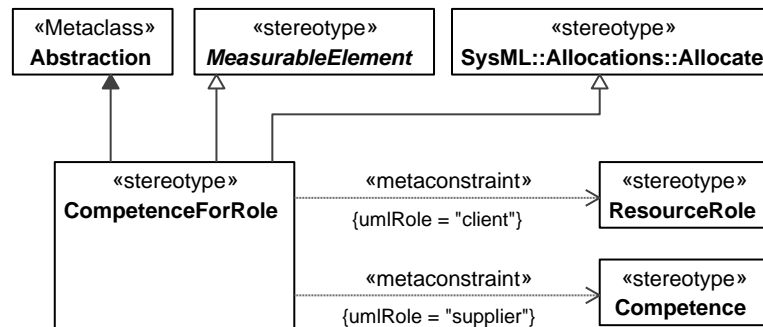 «Metaclass»
Abstraction
«stereotype»
MeasurableElement
«stereotype»
SysML::Allocations::Allocate
«stereotype»
CompetenceForRole
«metaconstraint»
{umlRole = "client"}
«stereotype»
ResourceRole
«metaconstraint»
{umlRole = "supplier"}
«stereotype»
Competence